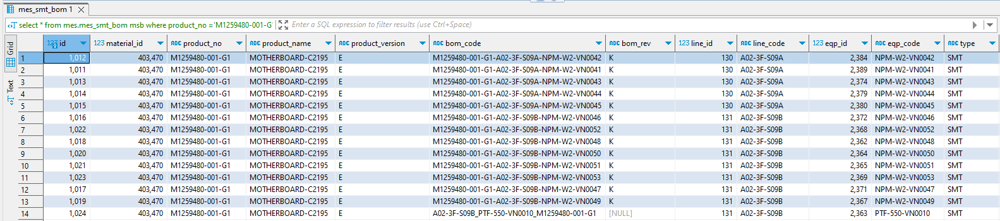 mes_smt_bom 1
select * from mes.mes_smt_bom msb where product_no ='M1259480-001-G1' Enter a SQL expression to filter results (use Ctrl+Space)
Grid
Text
123 id 123 material_id ABC product_no ABC product_name ABC product_version ABC bom_code ABC bom_rev 123 line_id ABC line_code 123 eqp_id ABC eqp_code ABC type
1 1,012 403,470 M1259480-001-G1 MOTHERBOARD-C2195 E M1259480-001-G1-A02-3F-S09A-NPM-W2-VN0042 K 130 A02-3F-S09A 2,384 NPM-W2-VN0042 SMT
2 1,011 403,470 M1259480-001-G1 MOTHERBOARD-C2195 E M1259480-001-G1-A02-3F-S09A-NPM-W2-VN0041 K 130 A02-3F-S09A 2,389 NPM-W2-VN0041 SMT
3 1,013 403,470 M1259480-001-G1 MOTHERBOARD-C2195 E M1259480-001-G1-A02-3F-S09A-NPM-W2-VN0043 K 130 A02-3F-S09A 2,374 NPM-W2-VN0043 SMT
4 1,014 403,470 M1259480-001-G1 MOTHERBOARD-C2195 E M1259480-001-G1-A02-3F-S09A-NPM-W2-VN0044 K 130 A02-3F-S09A 2,379 NPM-W2-VN0044 SMT
5 1,015 403,470 M1259480-001-G1 MOTHERBOARD-C2195 E M1259480-001-G1-A02-3F-S09A-NPM-W2-VN0045 K 130 A02-3F-S09A 2,380 NPM-W2-VN0045 SMT
6 1,016 403,470 M1259480-001-G1 MOTHERBOARD-C2195 E M1259480-001-G1-A02-3F-S09B-NPM-W2-VN0046 K 131 A02-3F-S09B 2,372 NPM-W2-VN0046 SMT
7 1,022 403,470 M1259480-001-G1 MOTHERBOARD-C2195 E M1259480-001-G1-A02-3F-S09B-NPM-W2-VN0052 K 131 A02-3F-S09B 2,368 NPM-W2-VN0052 SMT
8 1,018 403,470 M1259480-001-G1 MOTHERBOARD-C2195 E M1259480-001-G1-A02-3F-S09B-NPM-W2-VN0048 K 131 A02-3F-S09B 2,362 NPM-W2-VN0048 SMT
9 1,020 403,470 M1259480-001-G1 MOTHERBOARD-C2195 E M1259480-001-G1-A02-3F-S09B-NPM-W2-VN0050 K 131 A02-3F-S09B 2,364 NPM-W2-VN0050 SMT
10 1,021 403,470 M1259480-001-G1 MOTHERBOARD-C2195 E M1259480-001-G1-A02-3F-S09B-NPM-W2-VN0051 K 131 A02-3F-S09B 2,365 NPM-W2-VN0051 SMT
11 1,023 403,470 M1259480-001-G1 MOTHERBOARD-C2195 E M1259480-001-G1-A02-3F-S09B-NPM-W2-VN0053 K 131 A02-3F-S09B 2,369 NPM-W2-VN0053 SMT
12 1,017 403,470 M1259480-001-G1 MOTHERBOARD-C2195 E M1259480-001-G1-A02-3F-S09B-NPM-W2-VN0047 K 131 A02-3F-S09B 2,371 NPM-W2-VN0047 SMT
13 1,019 403,470 M1259480-001-G1 MOTHERBOARD-C2195 E M1259480-001-G1-A02-3F-S09B-NPM-W2-VN0049 K 131 A02-3F-S09B 2,367 NPM-W2-VN0049 SMT
14 1,024 403,470 M1259480-001-G1 MOTHERBOARD-C2195 E A02-3F-S09B_PTF-550-VN0010_M1259480-001-G1 [NULL] 131 A02-3F-S09B 2,363 PTF-550-VN0010 SMT